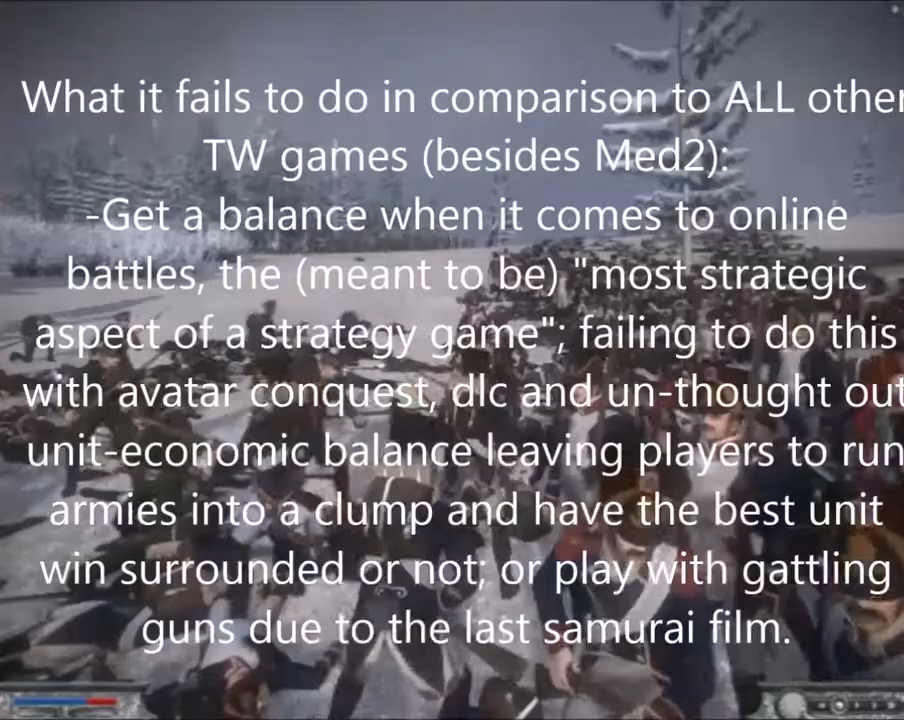 What it fails to do in comparison to ALL other
TW games (besides Med2):
-Get a balance when it comes to online
battles, the (meant to be) "most strategic
aspect of a strategy game"; failing to do this
with avatar conquest, dlc and un-thought out
unit-economic balance leaving players to run
armies into a clump and have the best unit
win surrounded or not; or play with gattling
guns due to the last samurai film.